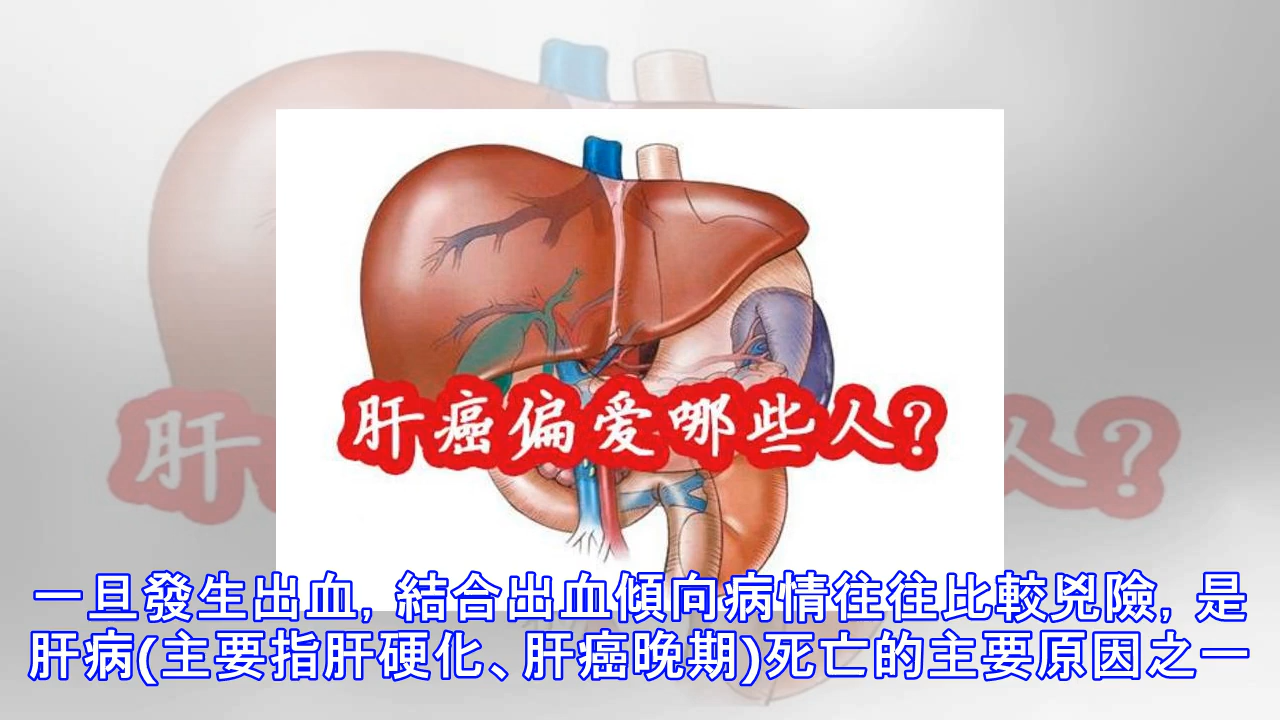 肝癌偏爱哪些人?
肝
人?
一旦發生出血, 結合出血傾向病情往往比較兇險, 是
肝病(主要指肝硬化、肝癌晚期)死亡的主要原因之一